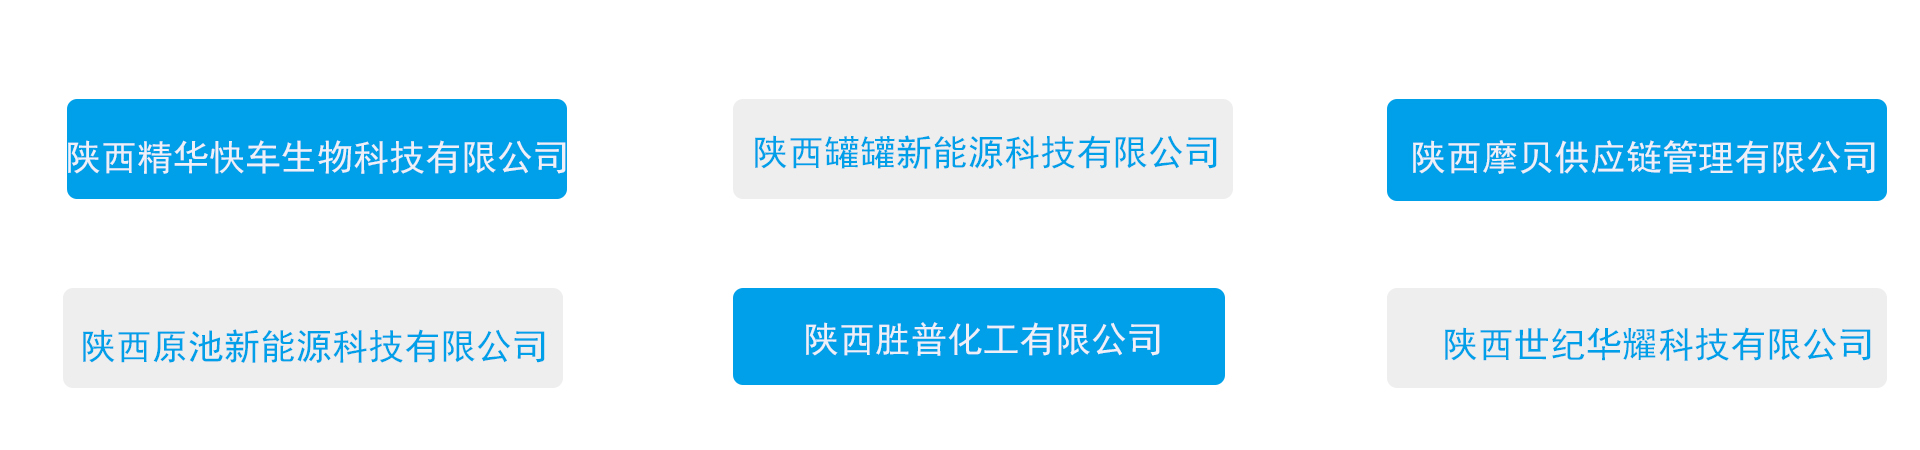 陕西精华快车生物科技有限公司
陕西罐罐新能源科技有限公司
陕西摩贝供应链管理有限公司
陕西原池新能源科技有限公司
陕西胜普化工有限公司
陕西世纪华耀科技有限公司